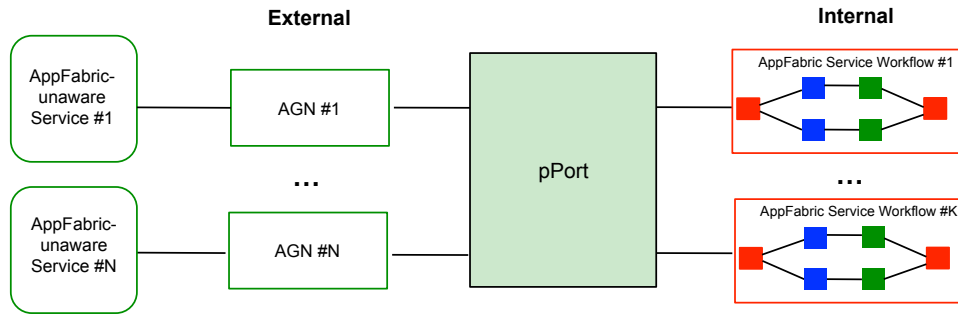 External
Internal
AppFabric-
unaware
Service #1
AGN #1
pPort
AppFabric Service Workflow #1
...
...
AppFabric-
unaware
Service #N
AGN #N
AppFabric Service Workflow #K